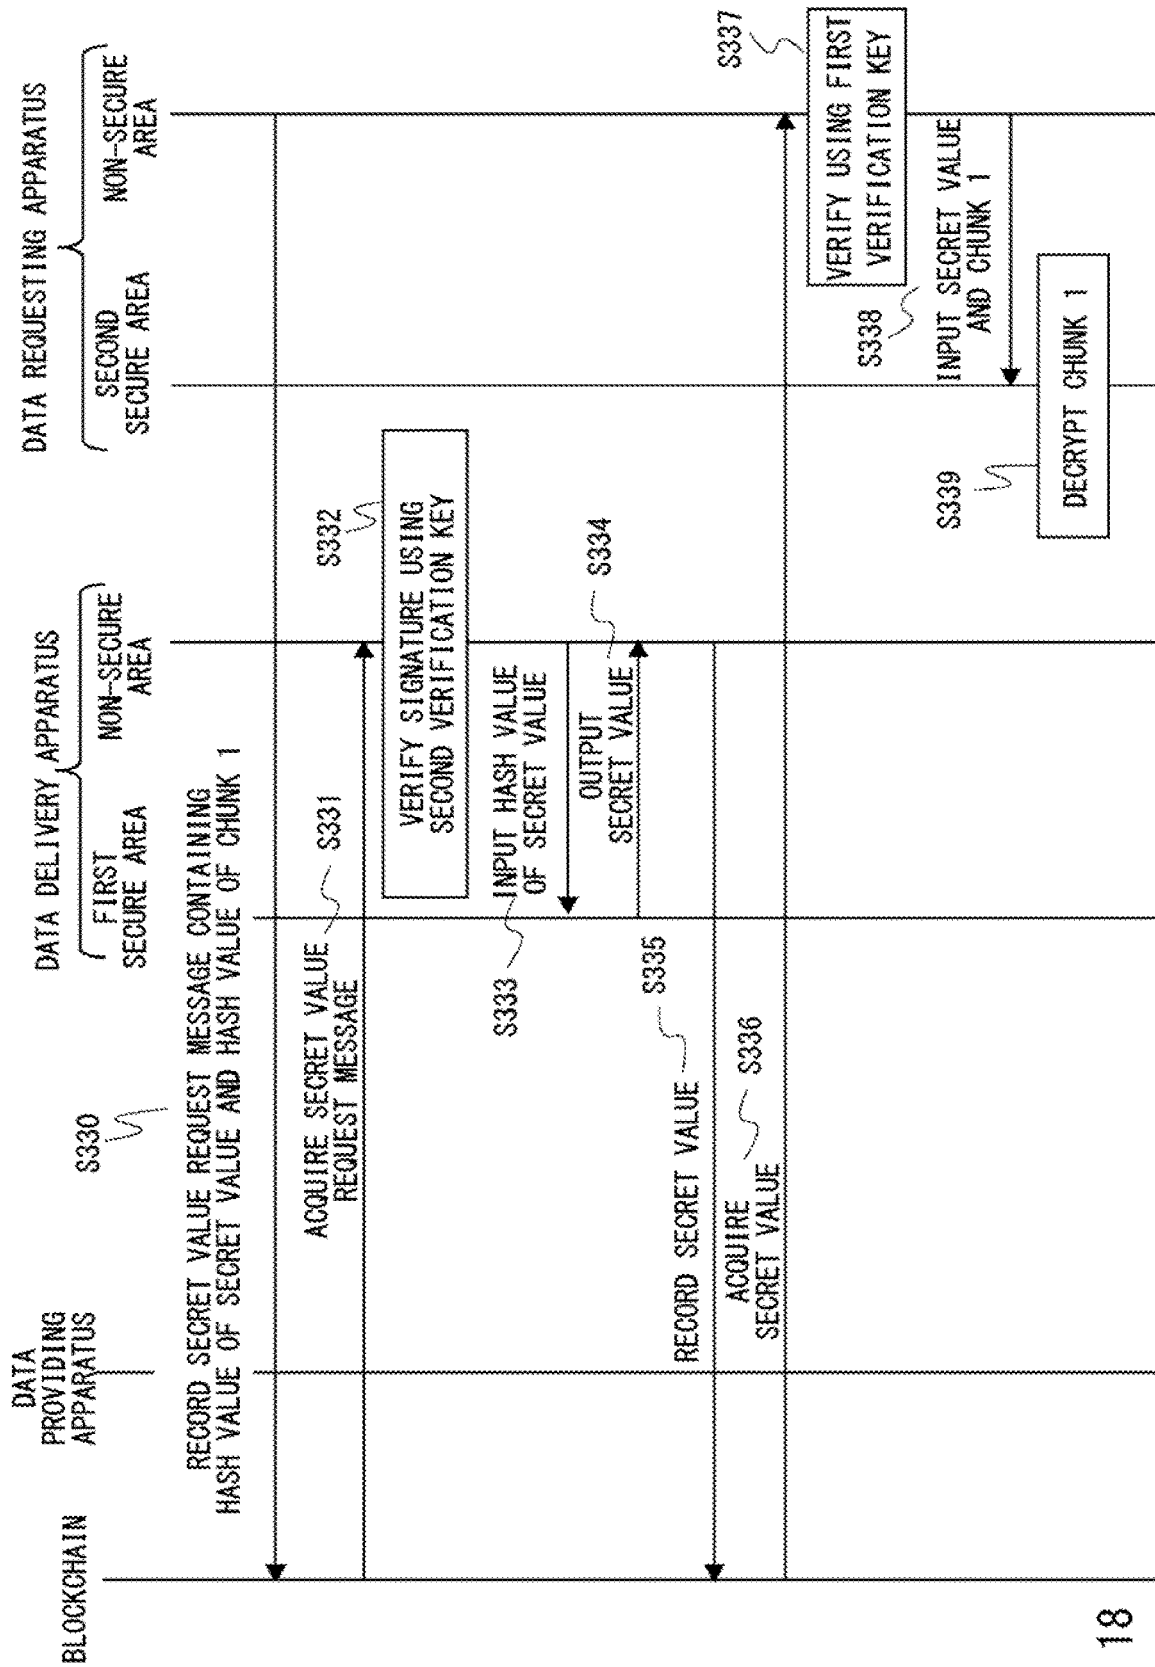 BLOCKCHAIN
DATA
PROVIDING
APPARATUS
DATA DELIVERY APPARATUS
FIRST
SECURE AREA
NON-SECURE
AREA
DATA REQUESTING APPARATUS
SECOND
SECURE AREA
NON-SECURE
AREA
S330
RECORD SECRET VALUE REQUEST MESSAGE CONTAINING
HASH VALUE OF SECRET VALUE AND HASH VALUE OF CHUNK 1
ACQUIRE SECRET VALUE
REQUEST MESSAGE
S331
S332
VERIFY SIGNATURE USING
SECOND VERIFICATION KEY
S333
INPUT HASH VALUE
OF SECRET VALUE
OUTPUT
SECRET VALUE
S334
RECORD SECRET VALUE
S335
ACQUIRE
SECRET VALUE
S336
S337
VERIFY USING FIRST
VERIFICATION KEY
S338
INPUT SECRET VALUE
AND CHUNK 1
S339
DECRYPT CHUNK 1
18